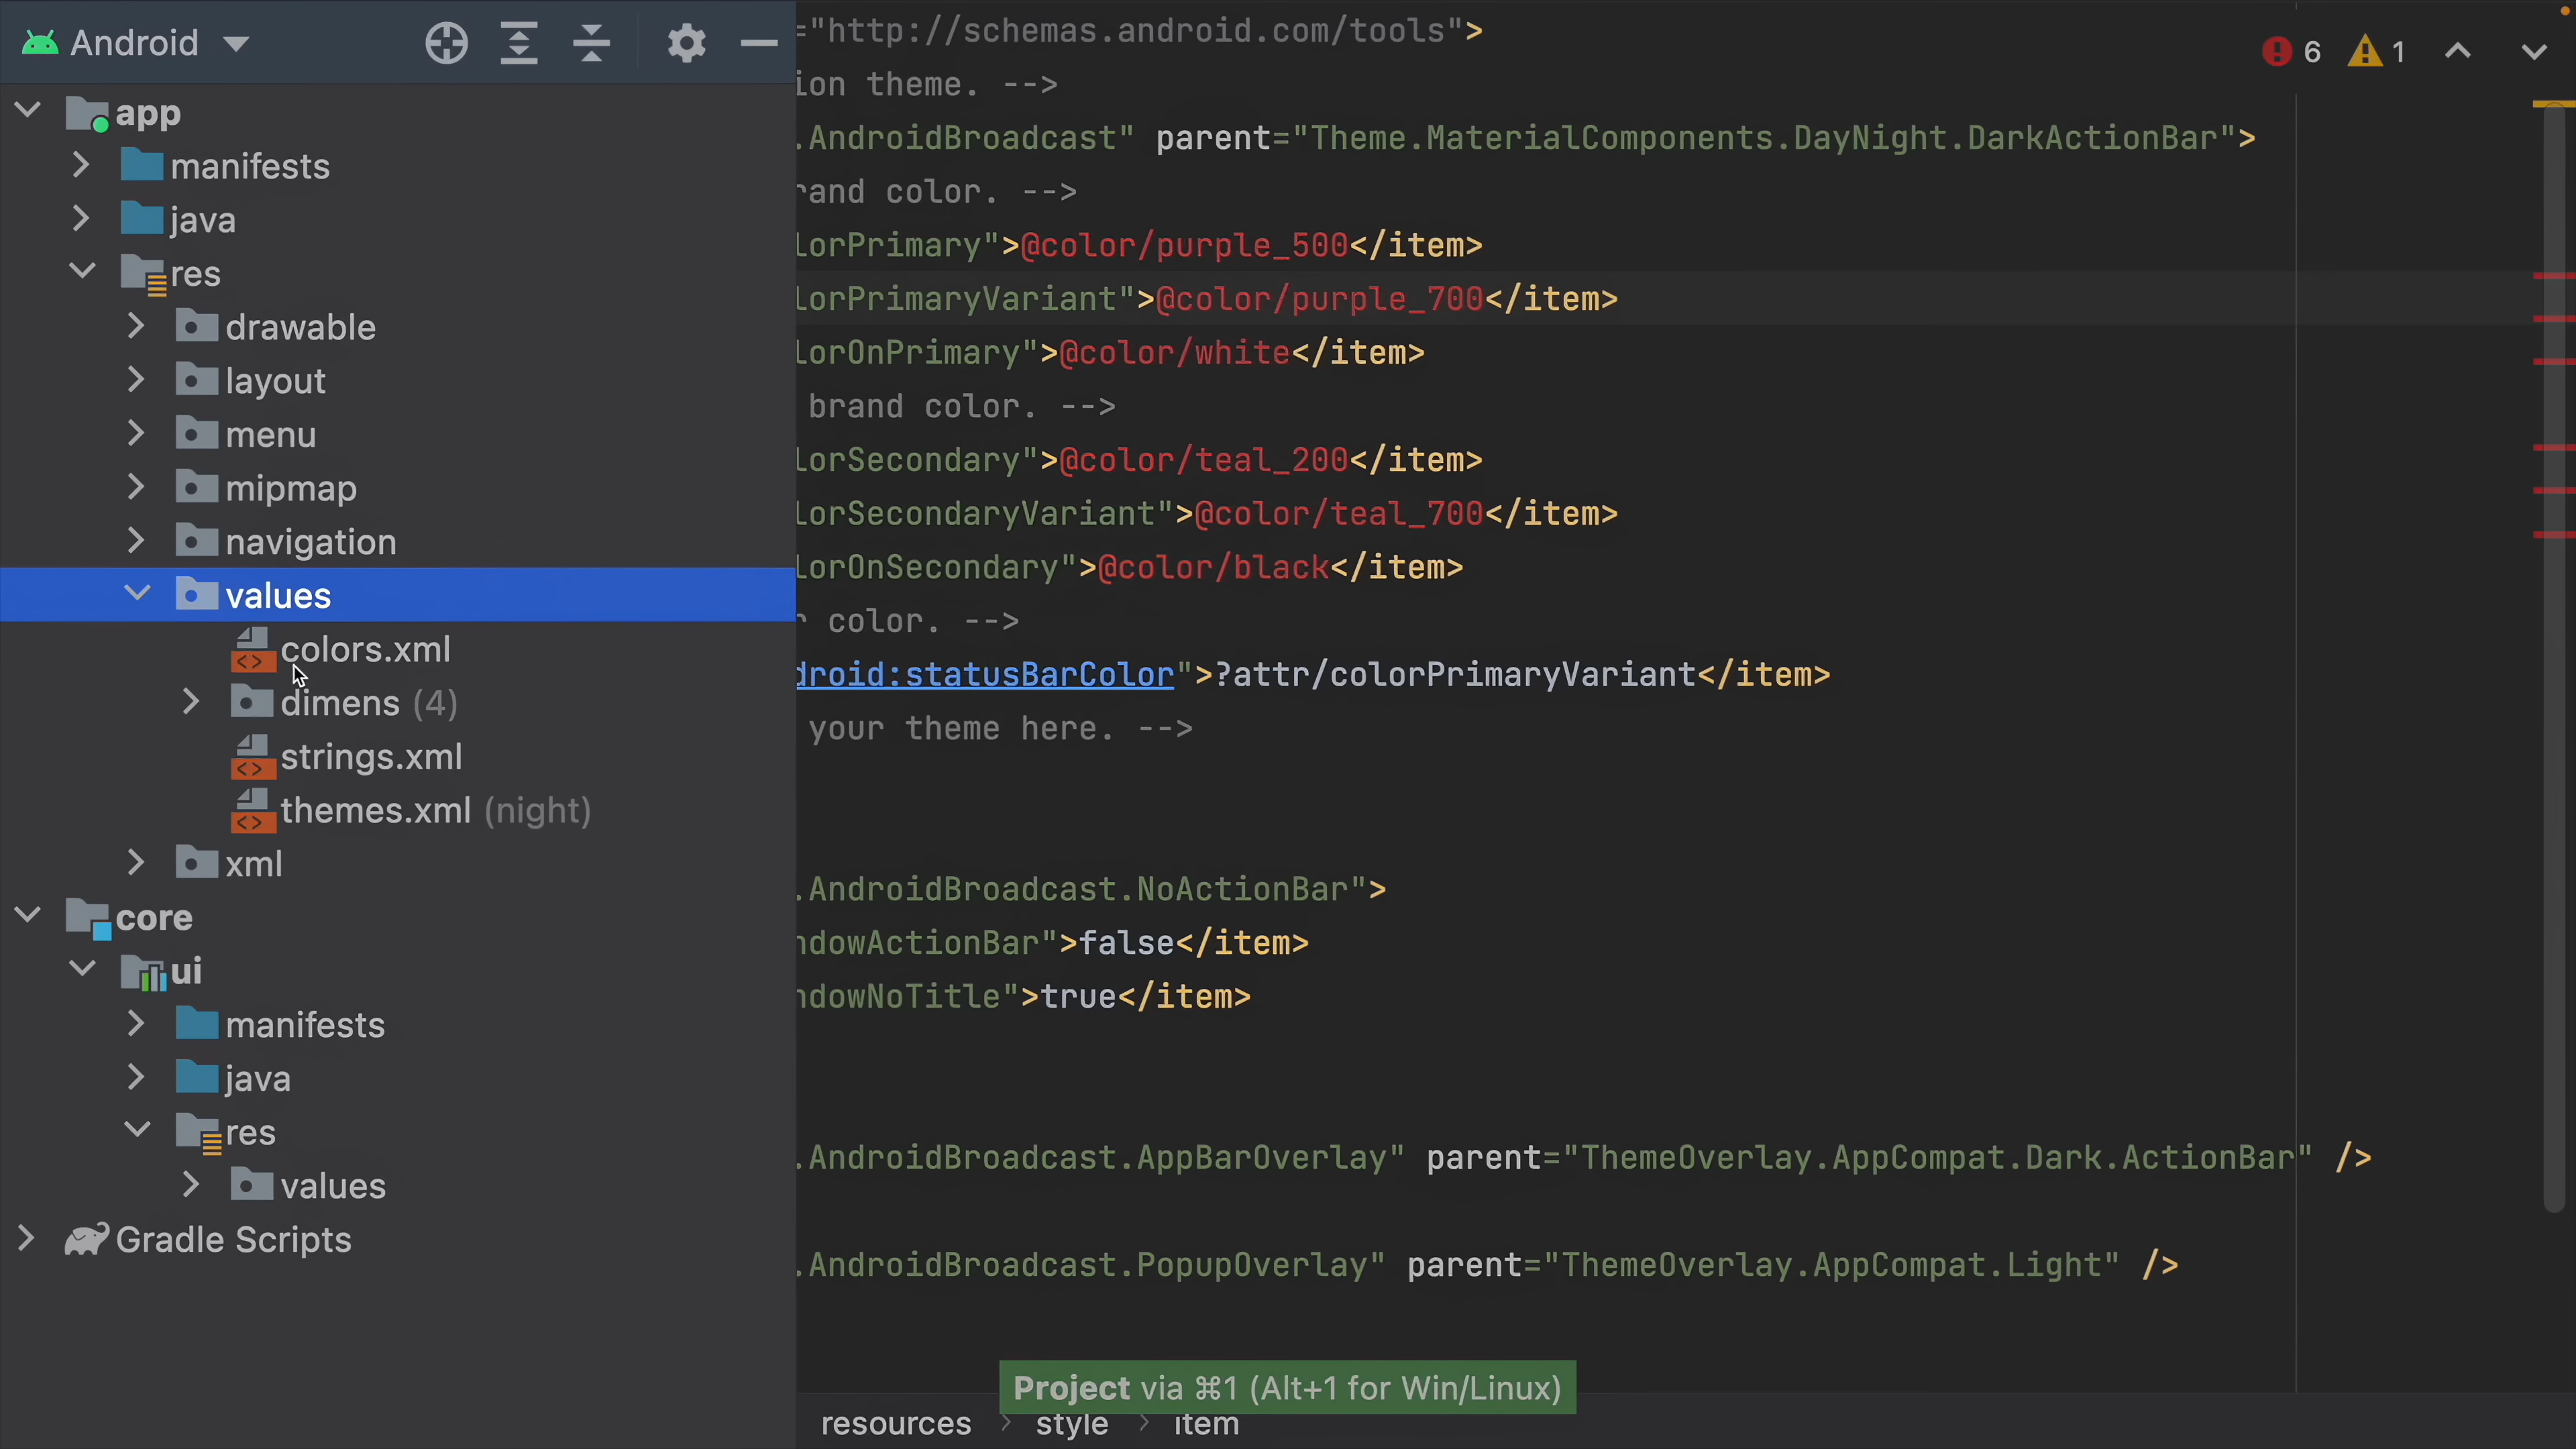 Android
app
manifests
java
res
drawable
layout
menu
mipmap
navigation
values
colors.xml
dimens (4)
strings.xml
themes.xml (night)
xml
core
ui
manifests
java
res
values
Gradle Scripts
="http://schemas.android.com/tools">
ion theme. -->
.AndroidBroadcast" parent="Theme.MaterialComponents.DayNight.DarkActionBar">
rand color. -->
lorPrimary">@color/purple_500</item>
lorPrimaryVariant">@color/purple_700</item>
lorOnPrimary">@color/white</item>
brand color. -->
lorSecondary">@color/teal_200</item>
lorSecondaryVariant">@color/teal_700</item>
lorOnSecondary">@color/black</item>
r color. -->
droid:statusBarColor">?attr/colorPrimaryVariant</item>
your theme here. -->
.AndroidBroadcast.NoActionBar">
ndowActionBar">false</item>
ndowNoTitle">true</item>
.AndroidBroadcast.AppBarOverlay" parent="ThemeOverlay.AppCompat.Dark.ActionBar" />
.AndroidBroadcast.PopupOverlay" parent="ThemeOverlay.AppCompat.Light" />
6 1
Project via ⌘1 (Alt+1 for Win/Linux)
resources > style > item